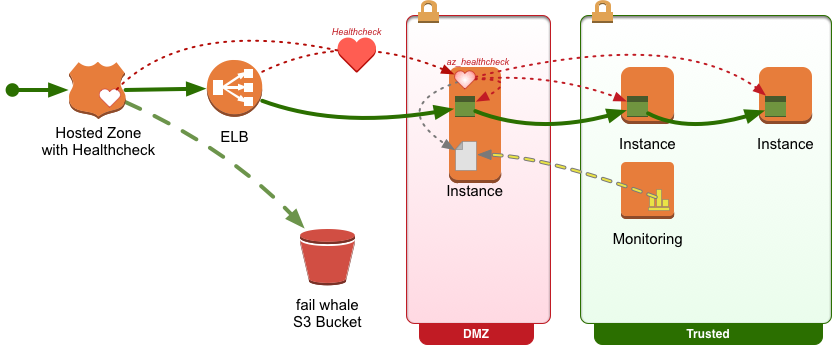 Healthcheck
az_healthcheck
Hosted Zone
with Healthcheck
ELB
Instance
Instance
Instance
Monitoring
fail whale
S3 Bucket
DMZ
Trusted